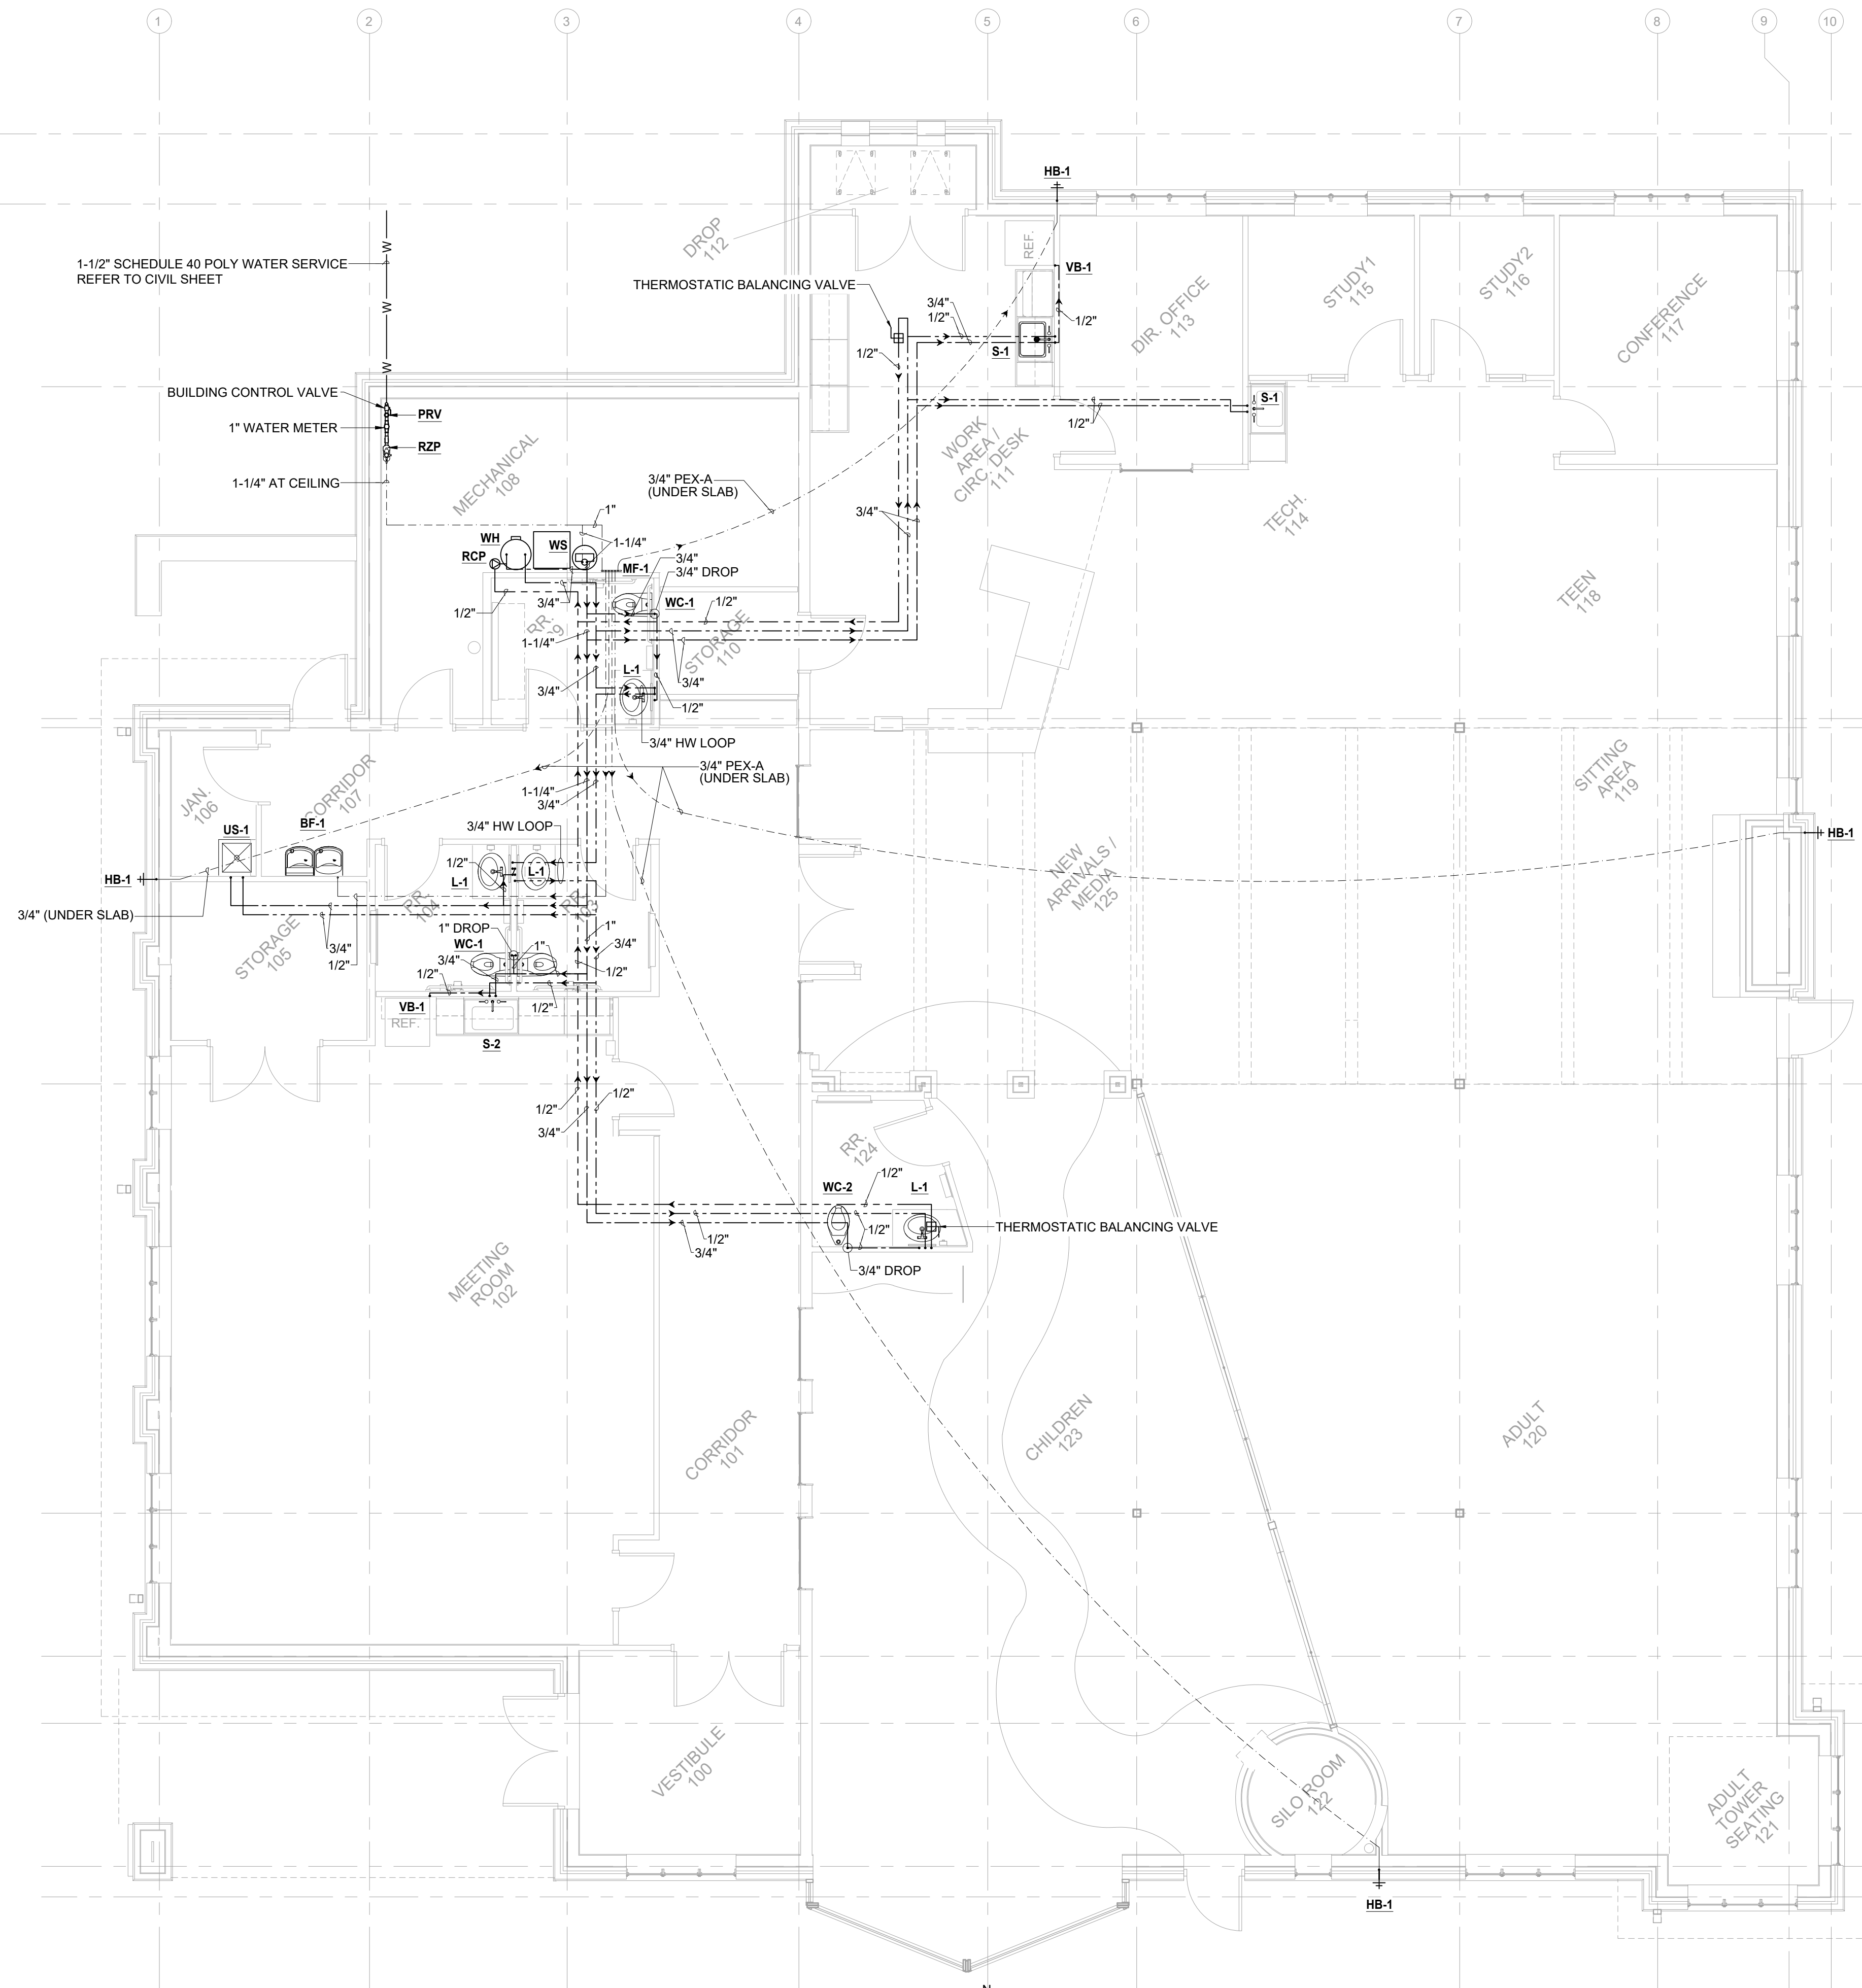 1
2
3
4
5
6
7
8
9
10
HB-1
DROP
112
REF.
1-1/2" SCHEDULE 40 POLY WATER SERVICE
REFER TO CIVIL SHEET
W
W
W
VB-1
THERMOSTATIC BALANCING VALVE
3/4"
1/2"
1/2"
S-1
1/2"
DIR. OFFICE
113
STUDY1
115
STUDY2
116
CONFERENCE
117
BUILDING CONTROL VALVE
PRV
1" WATER METER
RZP
1-1/4" AT CEILING
MECHANICAL
108
S-1
1/2"
WORK
AREA /
CIRC. DESK
111
3/4" PEX-A
(UNDER SLAB)
3/4"
TECH.
114
1"
WH
WS
1-1/4"
RCP
MF-1
3/4"
3/4" DROP
WC-1
1/2"
1/2"
3/4"
RR.
1-1/4"
STORAGE
110
TEEN
118
3/4"
L-1
3/4"
1/2"
3/4" HW LOOP
3/4" PEX-A
(UNDER SLAB)
SITTING
AREA
119
JAN.
106
CORRIDOR
107
1-1/4"
3/4"
US-1
BF-1
3/4" HW LOOP
1/2"
L-1
L-1
HB-1
HB-1
NEW
ARRIVALS /
MEDIA
125
3/4" (UNDER SLAB)
RR.
104
RR.
STORAGE
105
3/4"
1/2"
1" DROP
1"
WC-1
1"
3/4"
3/4"
1/2"
1/2"
1/2"
VB-1
REF.
S-2
1/2"
1/2"
3/4"
RR.
124
WC-2
1/2"
L-1
1/2"
1/2"
3/4"
THERMOSTATIC BALANCING VALVE
3/4" DROP
MEETING
ROOM
102
CORRIDOR
101
CHILDREN
123
ADULT
120
VESTIBULE
100
SILO ROOM
122
ADULT
TOWER
SEATING
121
HB-1